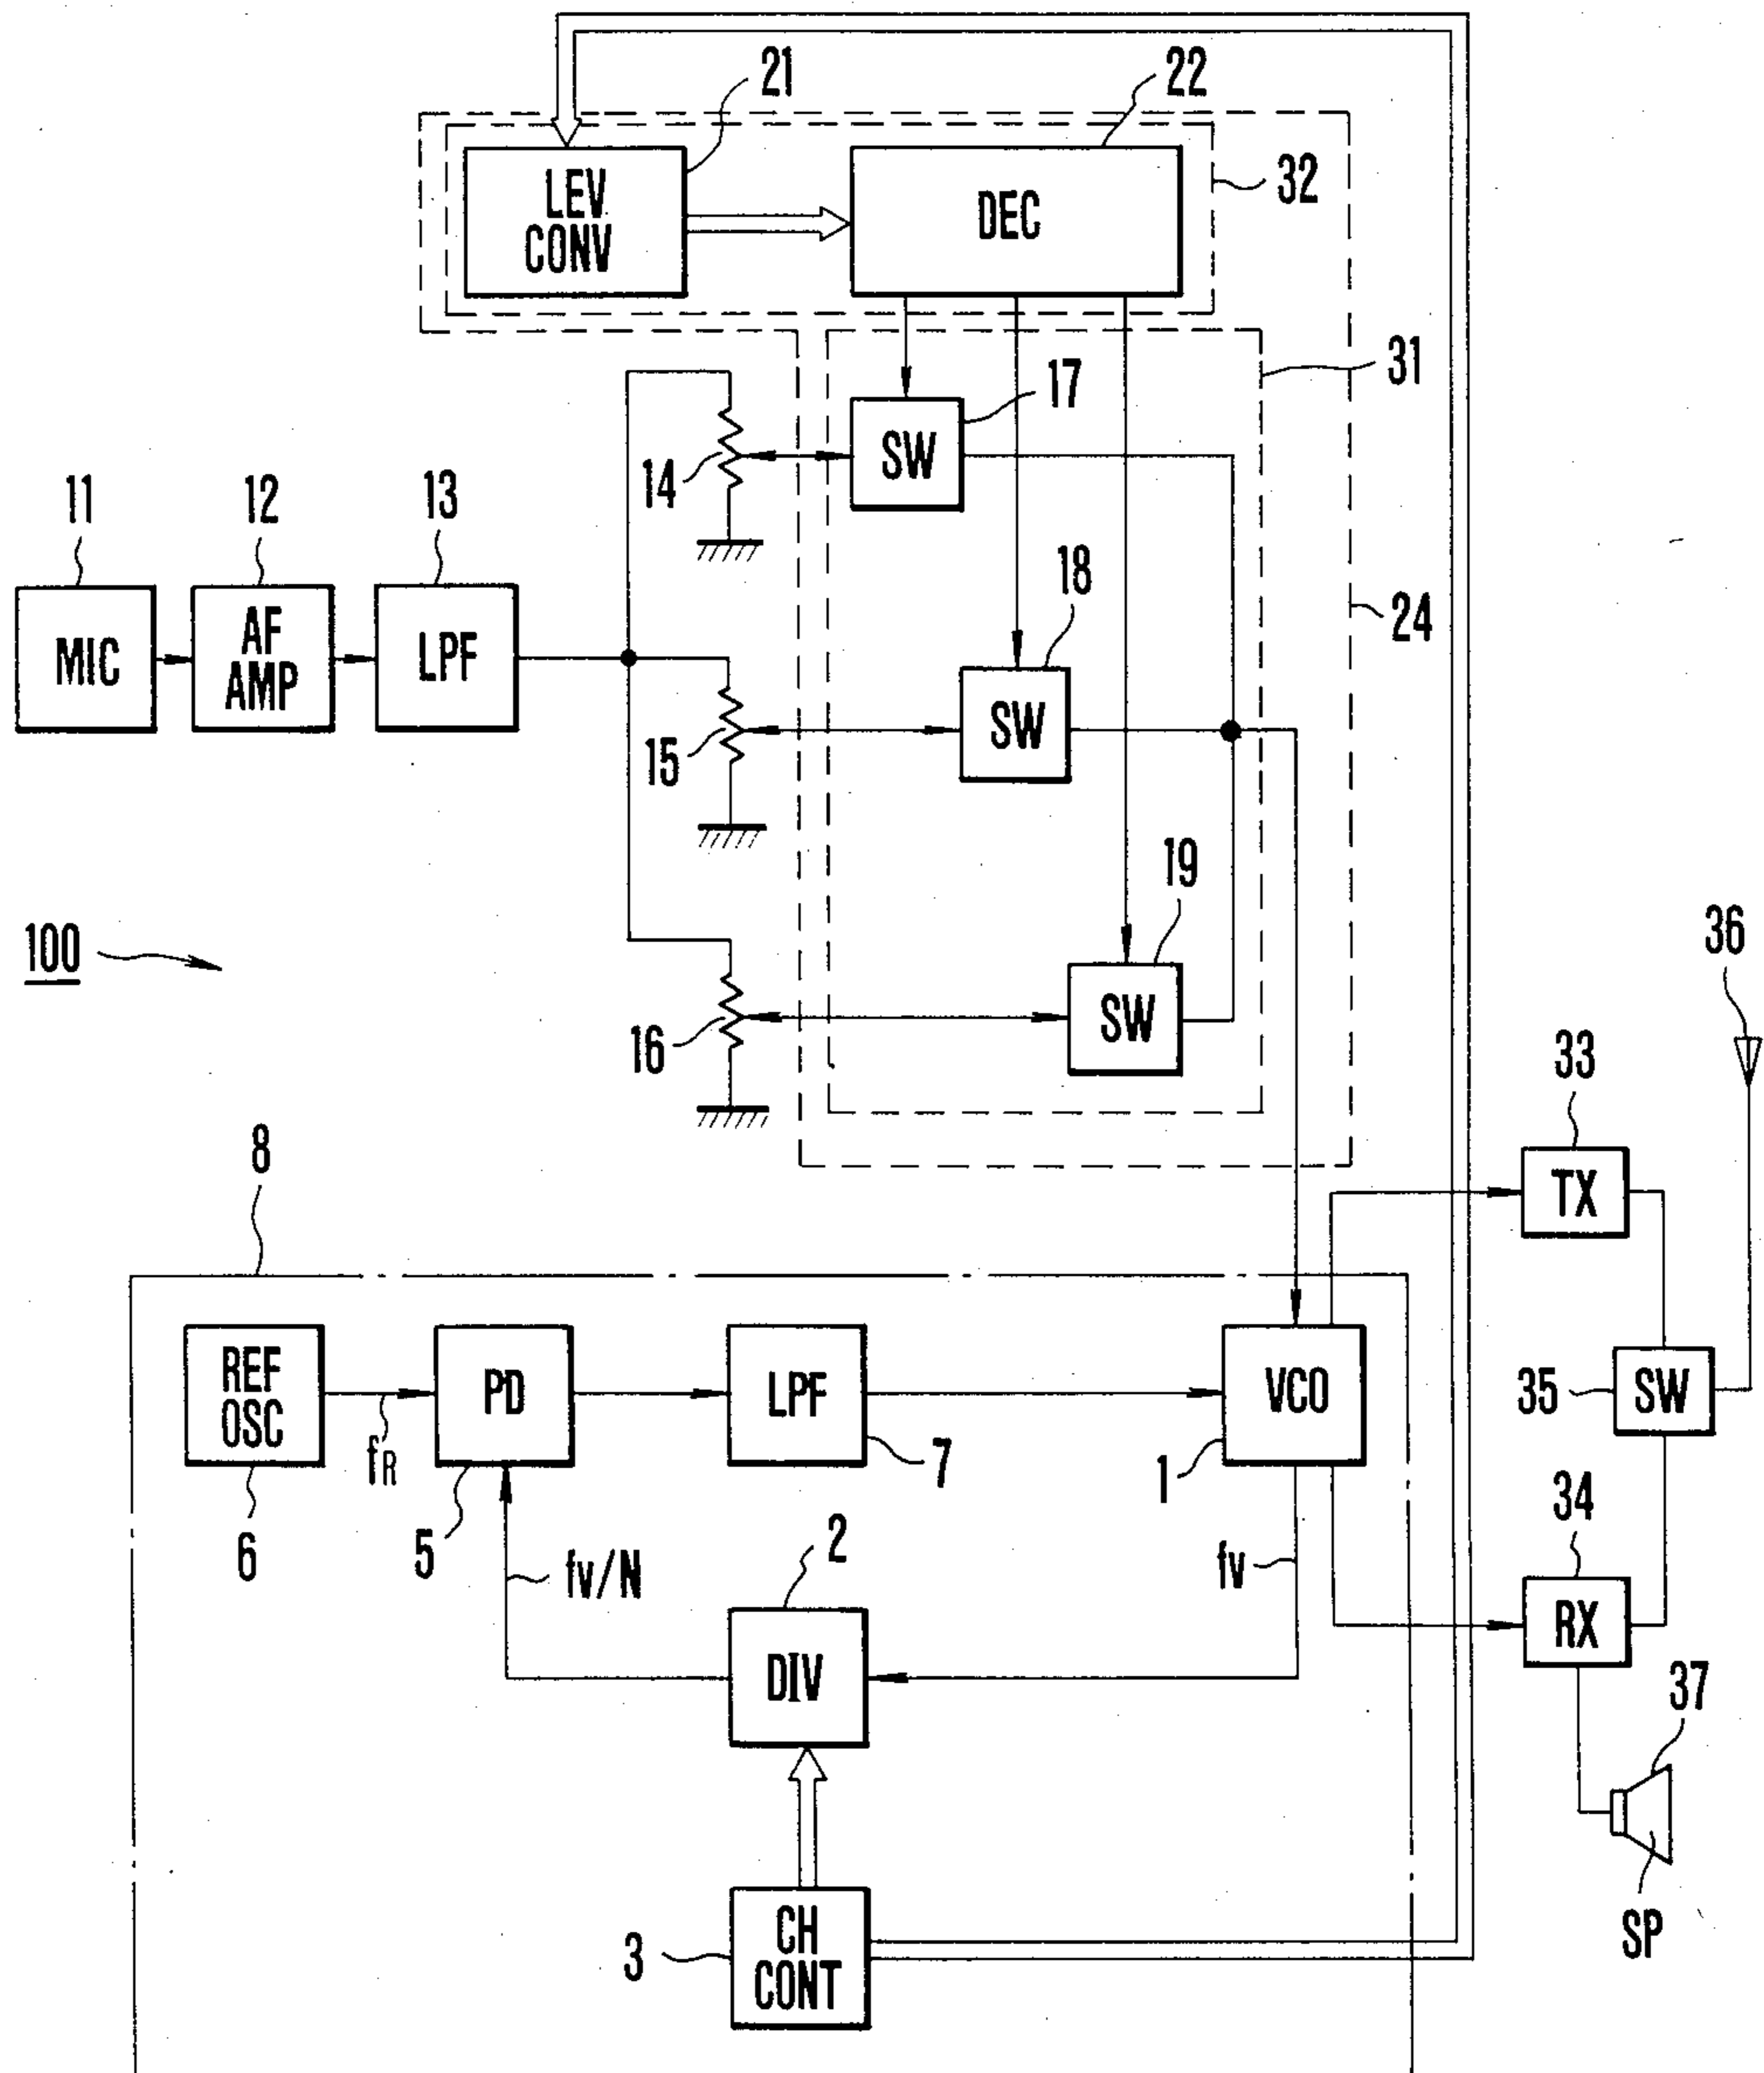 21
22
LEV
CONV
DEC
32
31
17
SW
14
11
12
13
18
24
MIC
AF
AMP
LPF
SW
15
19
100
36
16
SW
33
8
TX
REF
OSC
PD
LPF
VCO
35
SW
fR
7
1
34
6
5
2
fv/N
fv
RX
DIV
37
CH
CONT
3
SP